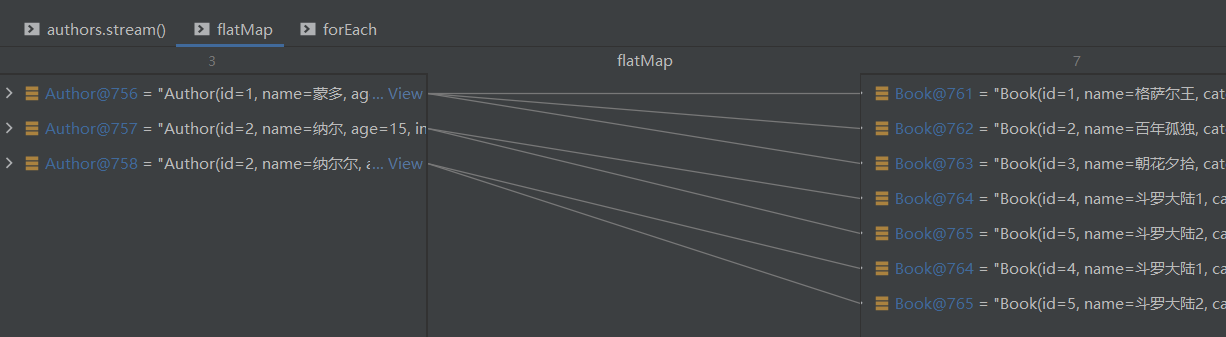 authors.stream() flatMap forEach
3 flatMap 7
Author@756 = "Author(id=1, name=蒙多, ag... View
Author@757 = "Author(id=2, name=纳尔, age=15, in
Author@758 = "Author(id=2, name=纳尔尔, a... View
Book@761 = "Book(id=1, name=格萨尔王, cat
Book@762 = "Book(id=2, name=百年孤独, cat
Book@763 = "Book(id=3, name=朝花夕拾, cat
Book@764 = "Book(id=4, name=斗罗大陆1, ca
Book@765 = "Book(id=5, name=斗罗大陆2, ca
Book@764 = "Book(id=4, name=斗罗大陆1, ca
Book@765 = "Book(id=5, name=斗罗大陆2, ca